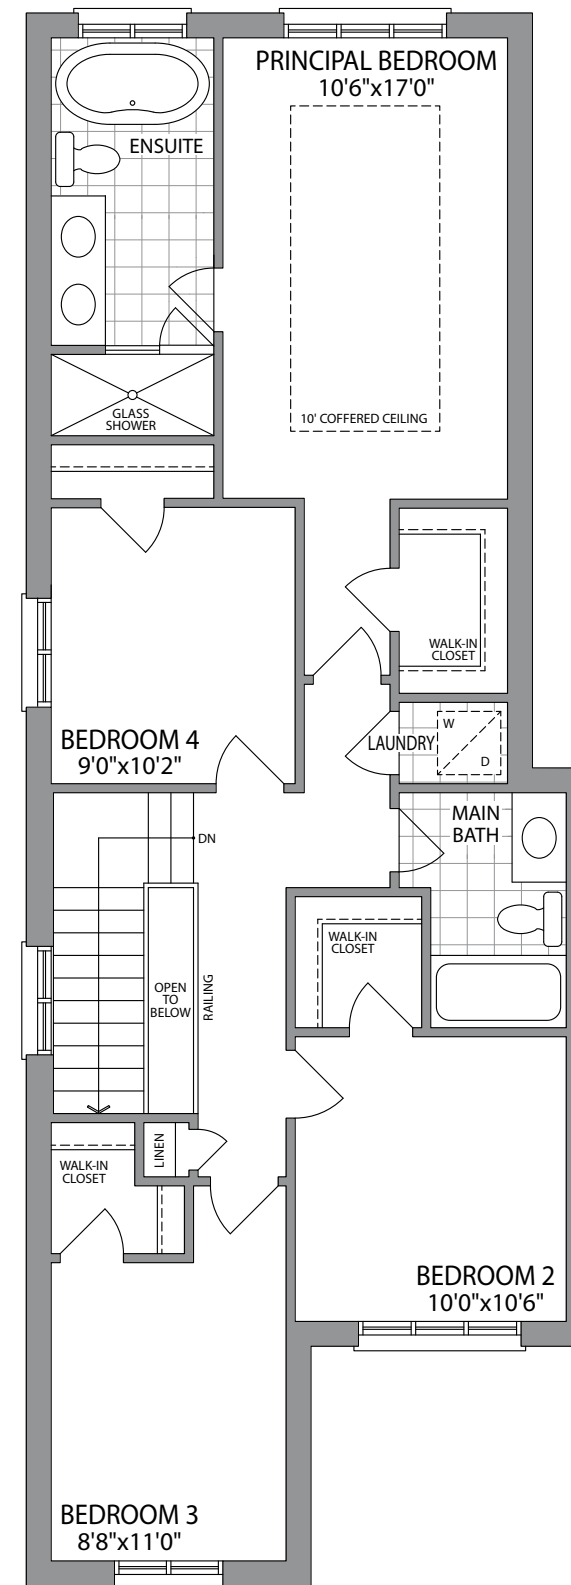 PRINCIPAL BEDROOM
10'6"x17'0"
ENSUITE
10' COFFERED CEILING
GLASS
SHOWER
WALK-IN
CLOSET
BEDROOM 4
9'0"x10'2"
LAUNDRY
W
D
MAIN
BATH
DN
WALK-IN
CLOSET
OPEN
TO
BELOW
RAILING
LINEN
WALK-IN
CLOSET
BEDROOM 2
10'0"x10'6"
BEDROOM 3
8'8"x11'0"